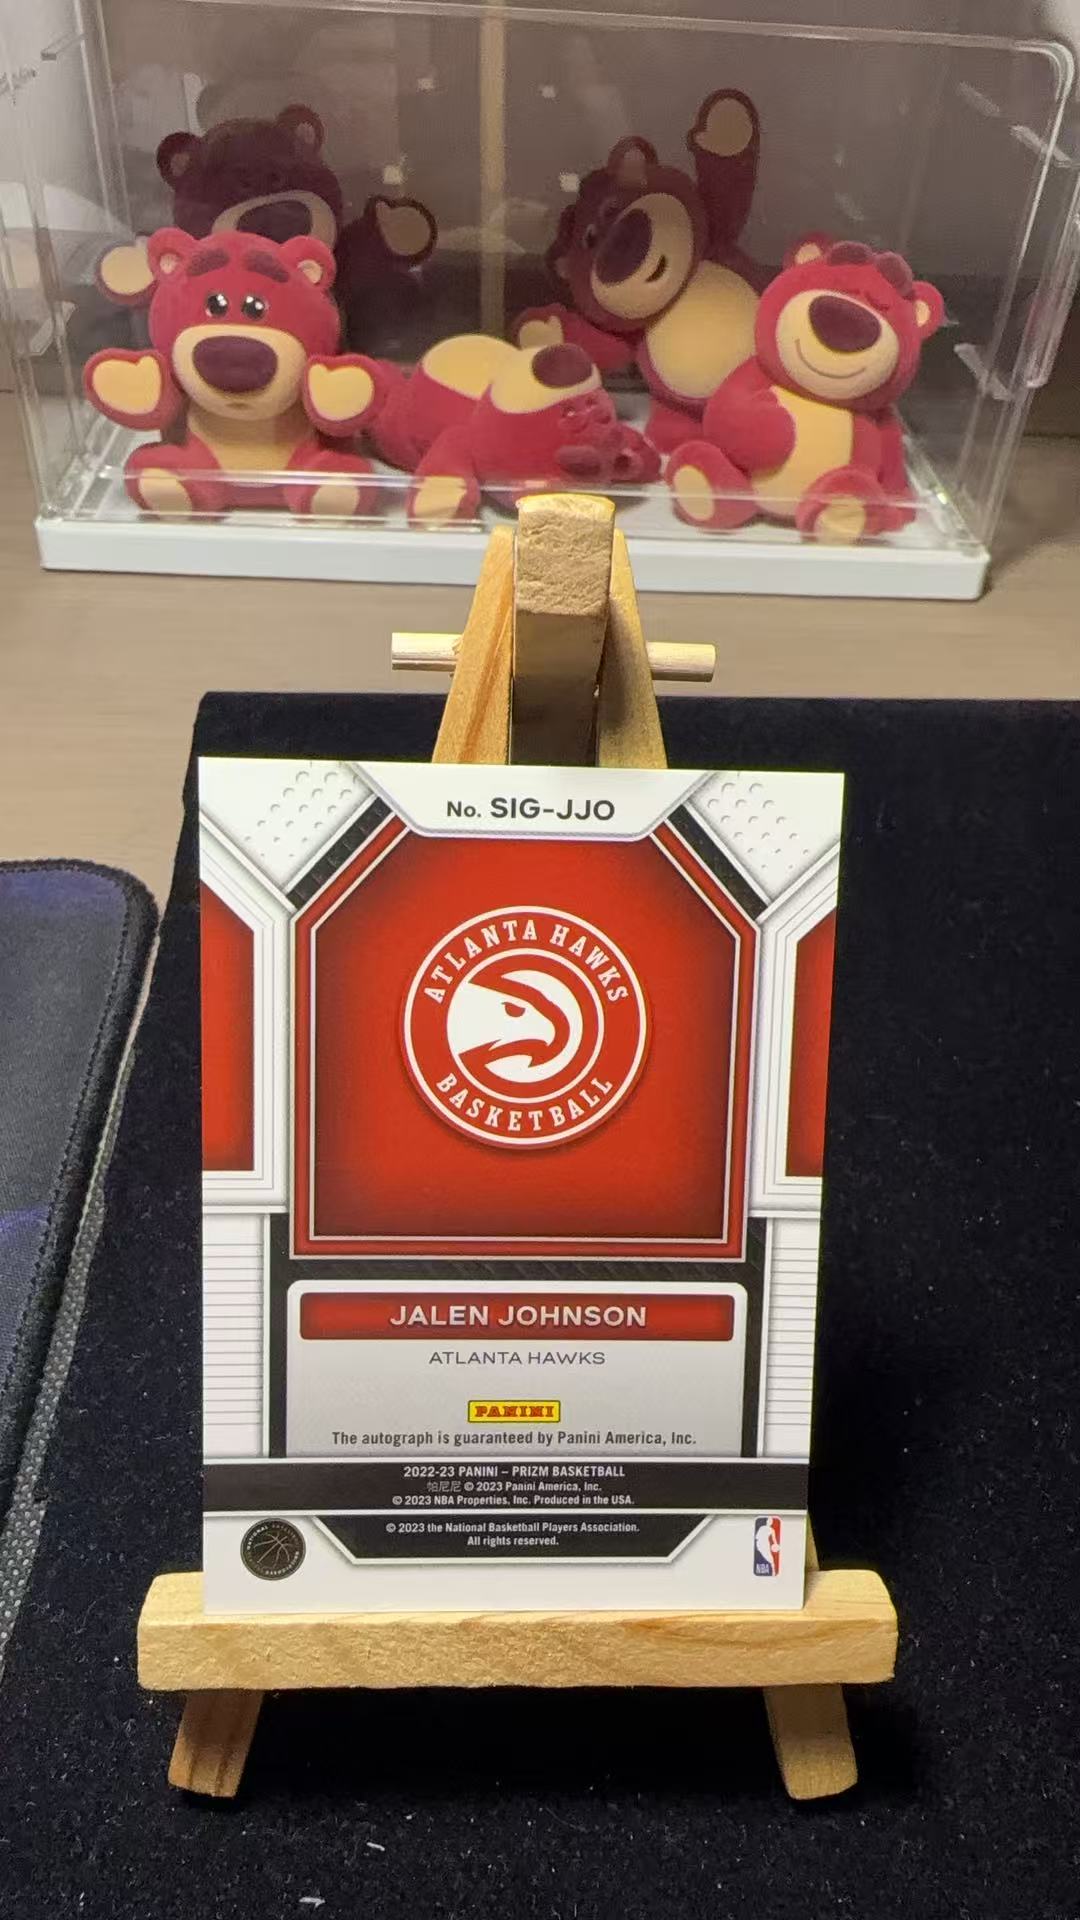 No. SIG-JJO
ATLANTA HAWKS
BASKETBALL
JALEN JOHNSON
ATLANTA HAWKS
PANINI
The autograph is guaranteed by Panini America, Inc.
2022-23 PANINI – PRIZM BASKETBALL
帕尼尼 © 2023 Panini America, Inc.
© 2023 NBA Properties, Inc. Produced in the USA.
© 2023 the National Basketball Players Association.
All rights reserved.
NBA